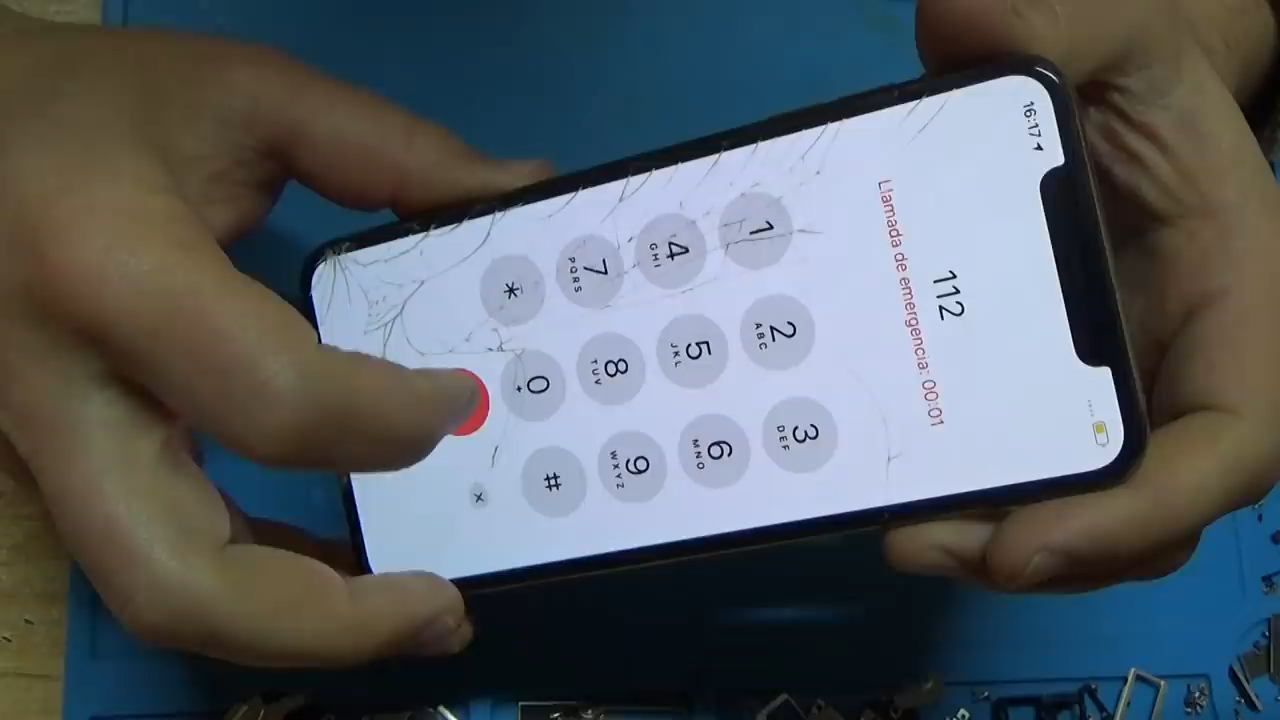 16:17
112
Llamada de emergencia: 00:01
1
2
ABC
3
DEF
4
GHI
5
JKL
6
MNO
7
PQRS
8
TUV
9
WXYZ
*
0
+
#
×